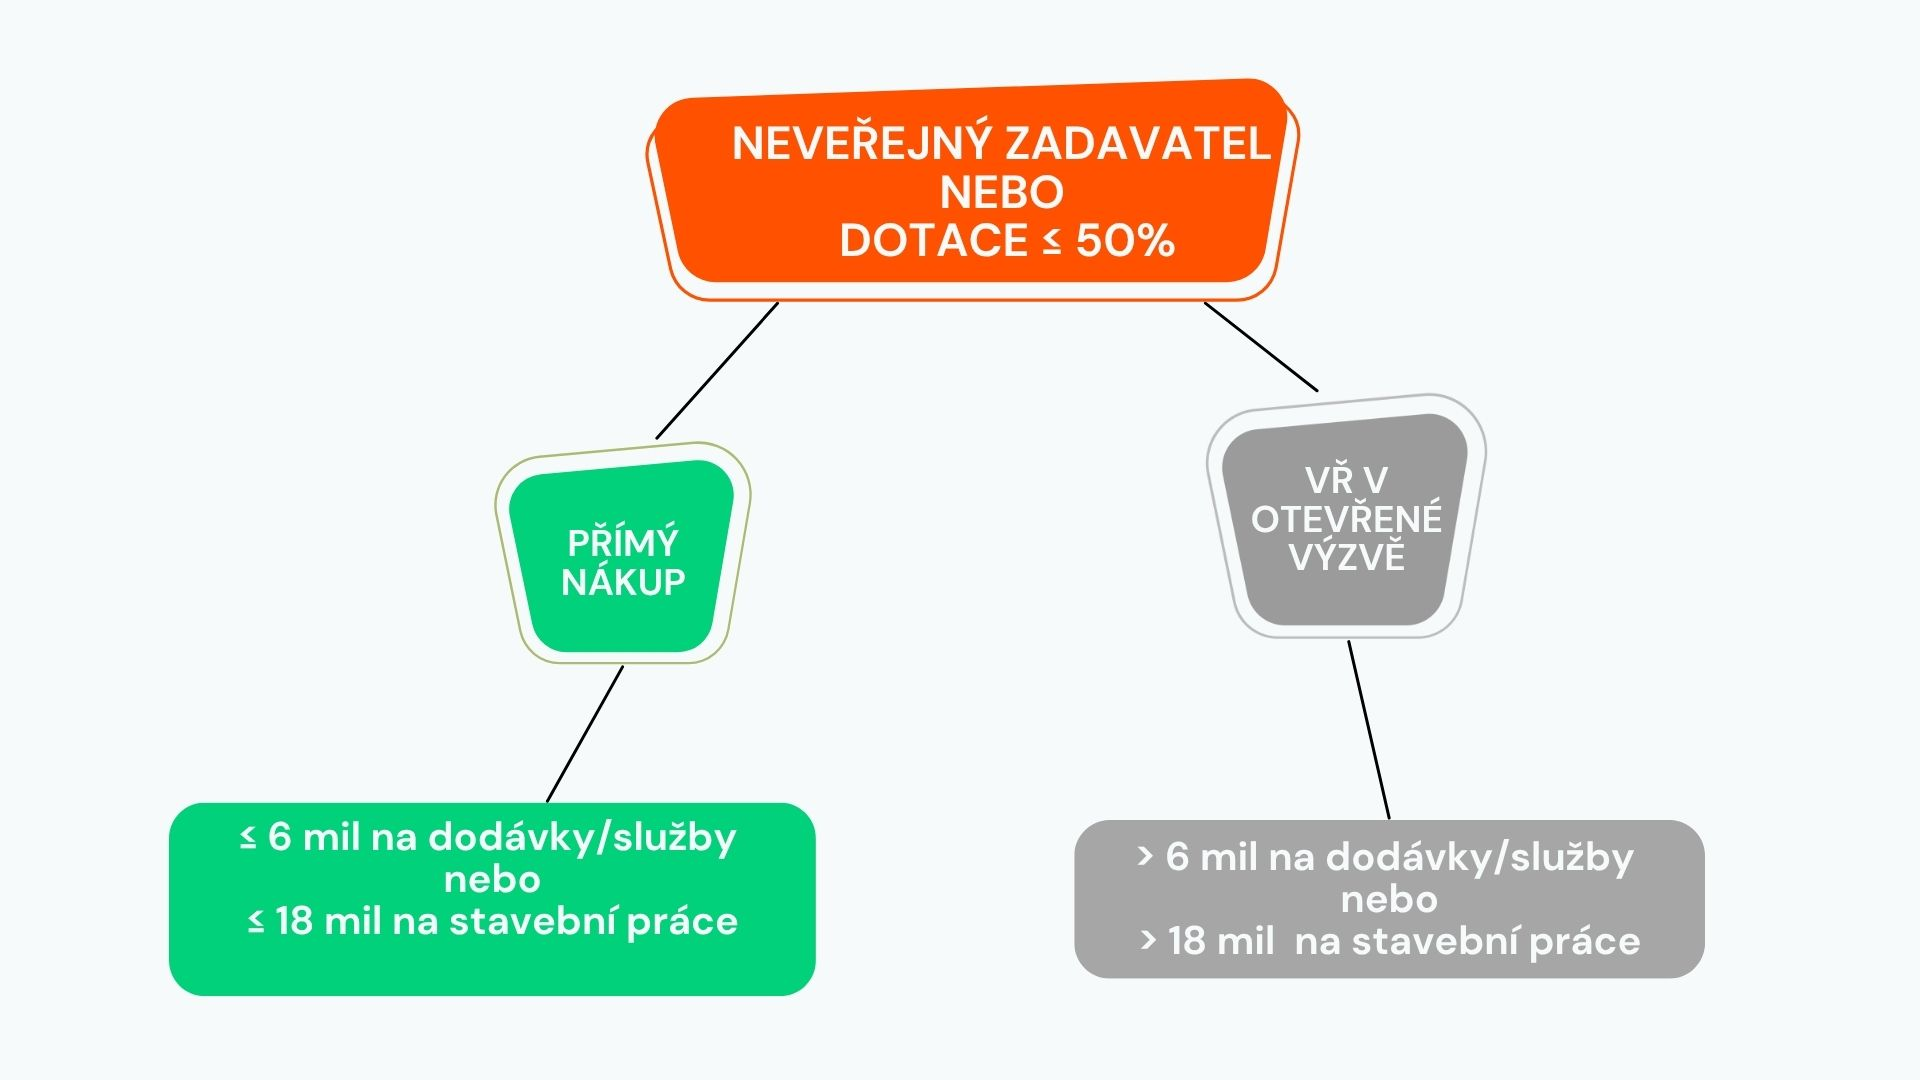 NEVEŘEJNÝ ZADAVATEL
NEBO
DOTACE ≤ 50%
PŘÍMÝ
NÁKUP
VŘ V
OTEVŘENÉ
VÝZVĚ
≤ 6 mil na dodávky/služby
nebo
≤ 18 mil na stavební práce
> 6 mil na dodávky/služby
nebo
> 18 mil na stavební práce